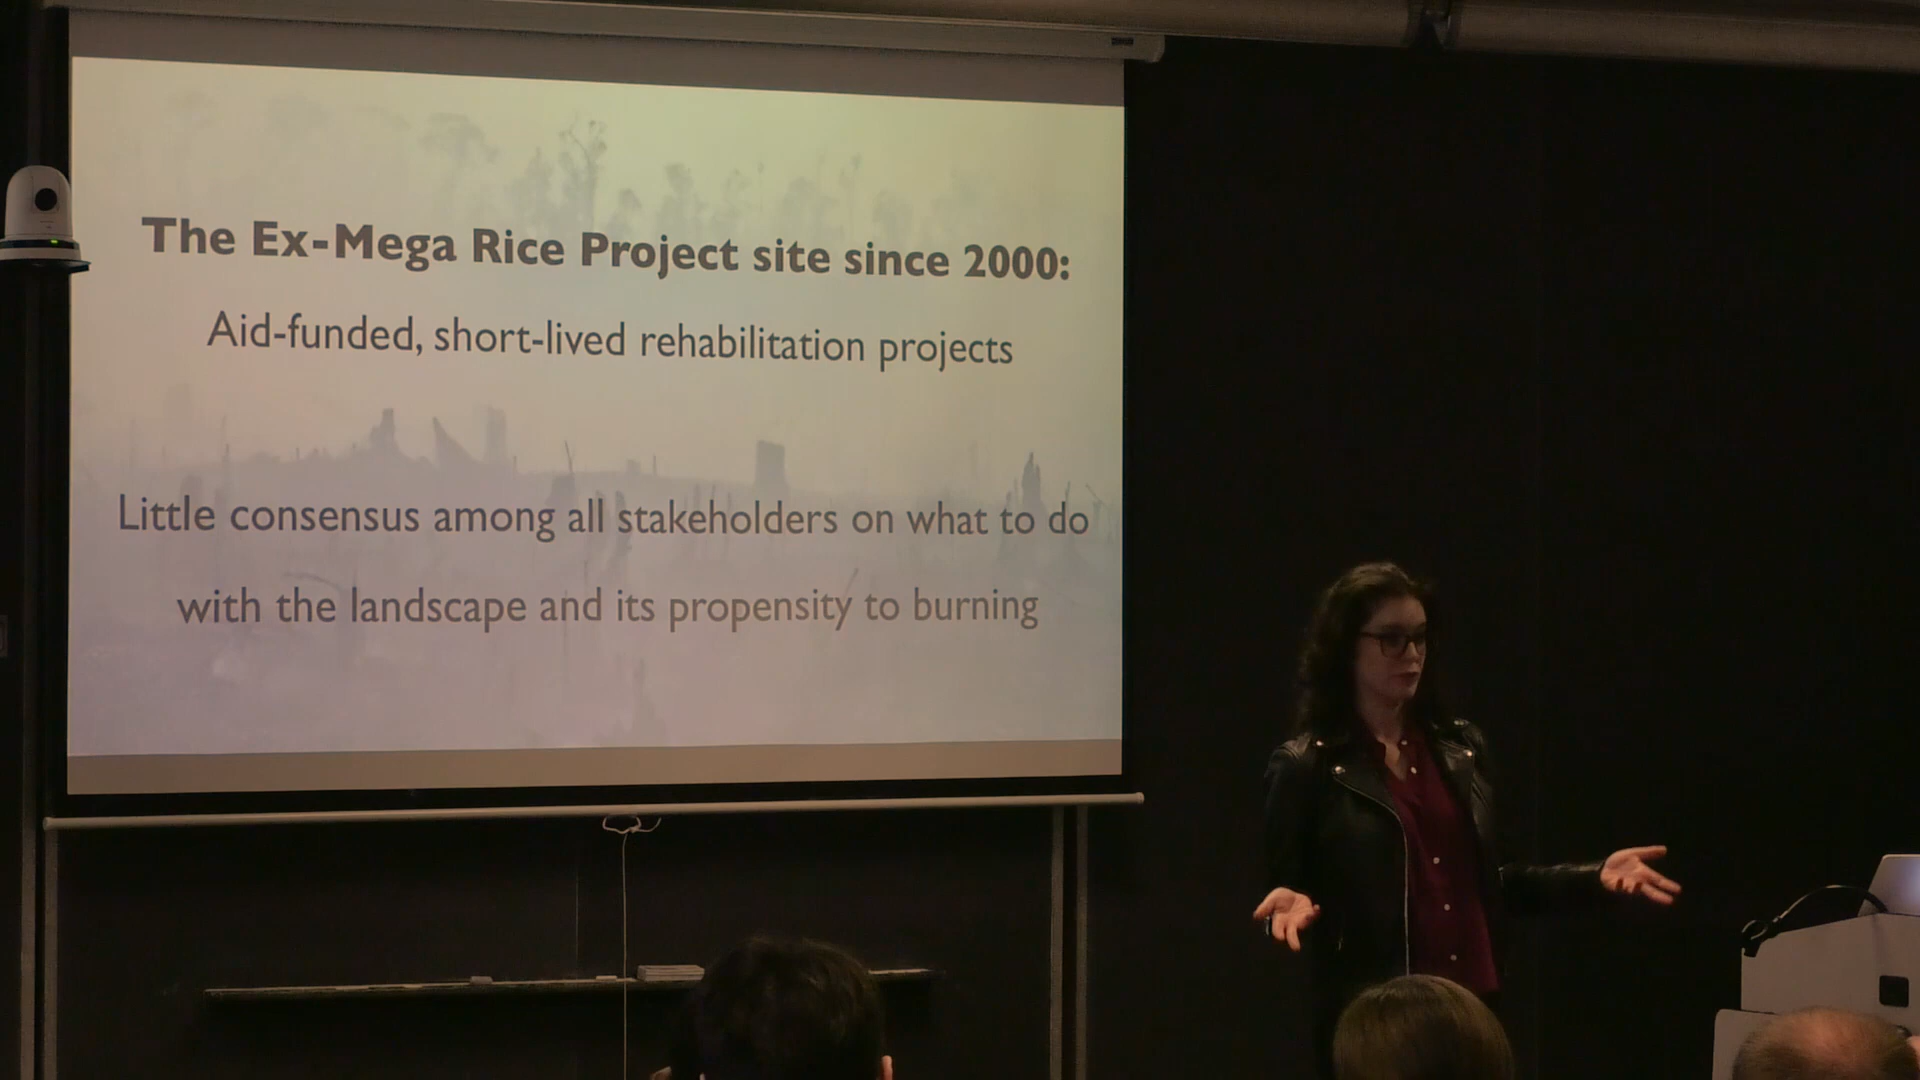 The Ex-Mega Rice Project site since 2000:
Aid-funded, short-lived rehabilitation projects
Little consensus among all stakeholders on what to do
with the landscape and its propensity to burning